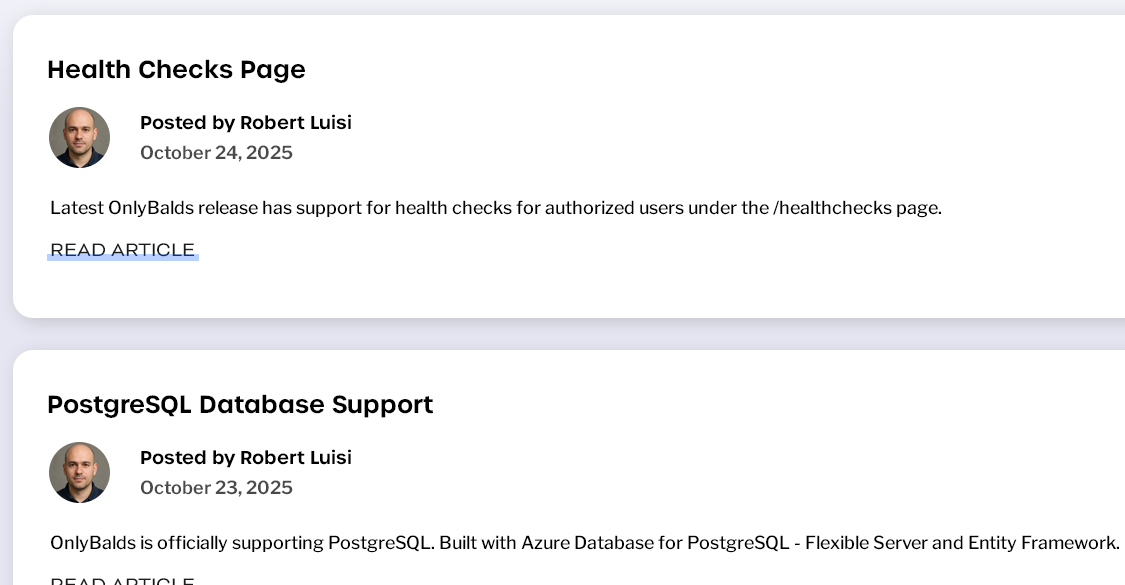 Health Checks Page
Posted by Robert Luisi
October 24, 2025
Latest OnlyBalds release has support for health checks for authorized users under the /healthchecks page.
READ ARTICLE
PostgreSQL Database Support
Posted by Robert Luisi
October 23, 2025
OnlyBalds is officially supporting PostgreSQL. Built with Azure Database for PostgreSQL - Flexible Server and Entity Framework.
READ ARTICLE